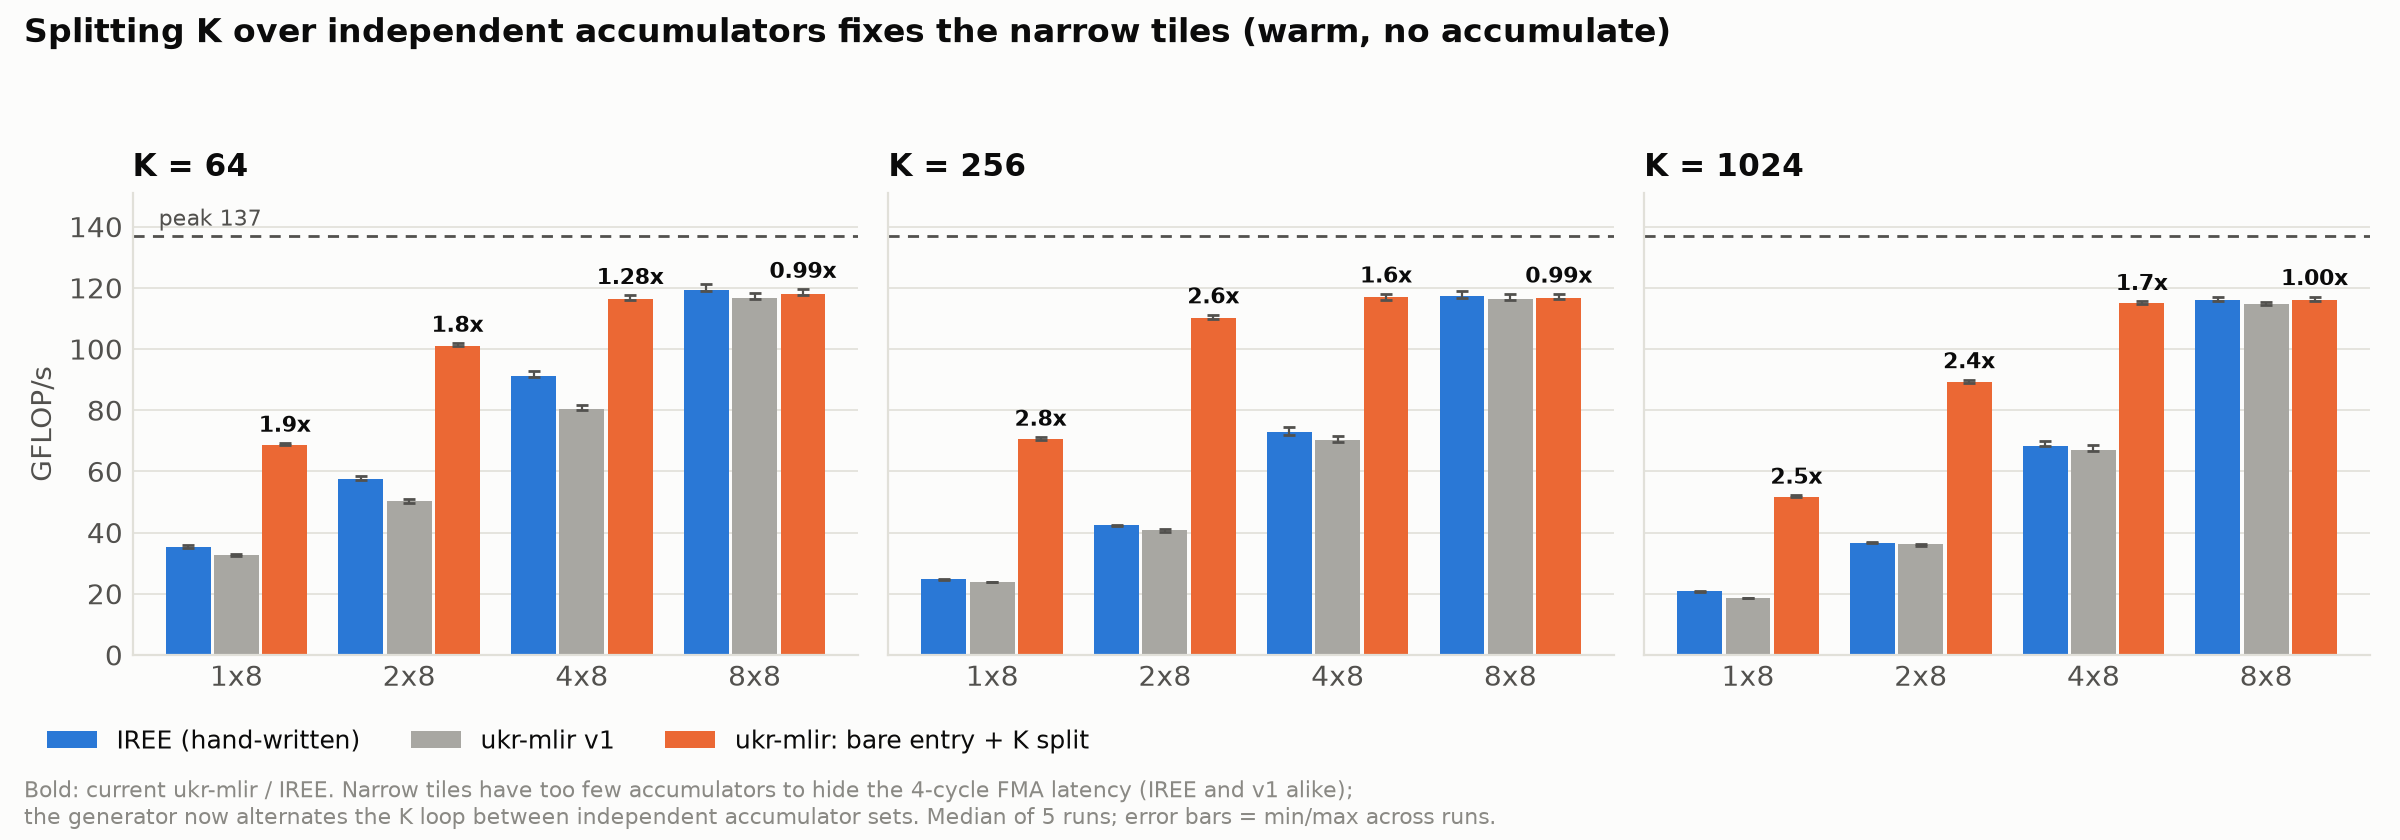 Splitting K over independent accumulators fixes the narrow tiles (warm, no accumulate)
K = 64
K = 256
K = 1024
GFLOP/s
140
120
100
80
60
40
20
0
peak 137
1.9x
1.8x
1.28x
0.99x
2.8x
2.6x
1.6x
0.99x
2.5x
2.4x
1.7x
1.00x
1x8 2x8 4x8 8x8
1x8 2x8 4x8 8x8
1x8 2x8 4x8 8x8
IREE (hand-written) ukr-mlir v1 ukr-mlir: bare entry + K split
Bold: current ukr-mlir / IREE. Narrow tiles have too few accumulators to hide the 4-cycle FMA latency (IREE and v1 alike);
the generator now alternates the K loop between independent accumulator sets. Median of 5 runs; error bars = min/max across runs.